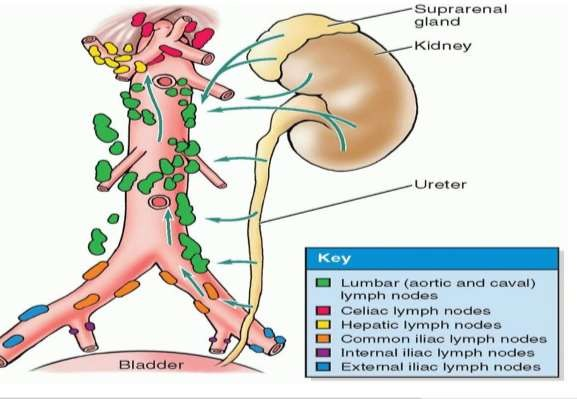 Suprarenal
gland
Kidney
Ureter
Bladder
Key
Lumbar (aortic and caval)
lymph nodes
Celiac lymph nodes
Hepatic lymph nodes
Common iliac lymph nodes
Internal iliac lymph nodes
External iliac lymph nodes